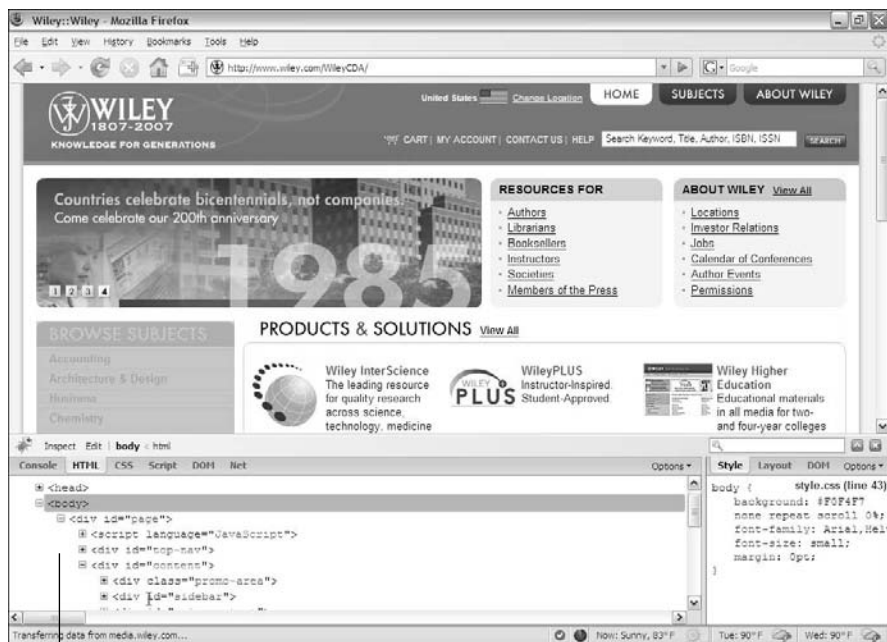 Wiley::Wiley - Mozilla Firefox
File Edit View History Bookmarks Tools Help
http://www.wiley.com/WileyCDA/
G Google
United States Change Location HOME SUBJECTS ABOUT WILEY
WILEY
1807-2007
KNOWLEDGE FOR GENERATIONS
CART | MY ACCOUNT | CONTACT US | HELP Search Keyword, Title, Author, ISBN, ISSN SEARCH
Countries celebrate bicentennials, not companies.
Come celebrate our 200th anniversary
1985
1 2 3 4
RESOURCES FOR
Authors
Librarians
Booksellers
Instructors
Societies
Members of the Press
ABOUT WILEY View All
Locations
Investor Relations
Jobs
Calendar of Conferences
Author Events
Permissions
BROWSE SUBJECTS
Accounting
Architecture & Design
Business
Chemistry
PRODUCTS & SOLUTIONS View All
Wiley InterScience
The leading resource
for quality research
across science,
technology, medicine
WILEY PLUS
WileyPLUS
Instructor-Inspired.
Student-Approved.
Wiley Higher
Education
Educational materials
in all media for two-
and four-year colleges
Inspect Edit | body < html
Console HTML CSS Script DOM Net Options
<head>
<body>
<div id="page">
<script language="JavaScript">
<div id="top-nav">
<div id="content">
<div class="promo-area">
<div id="sidebar">
Style Layout DOM Options
body { style.css (line 43)
background: #F0F4F7
none repeat scroll 0%;
font-family: Arial,Helv
font-size: small;
margin: 0pt;
}
Transferring data from media.wiley.com...
Now: Sunny, 83° F Tue: 90° F Wed: 90° F